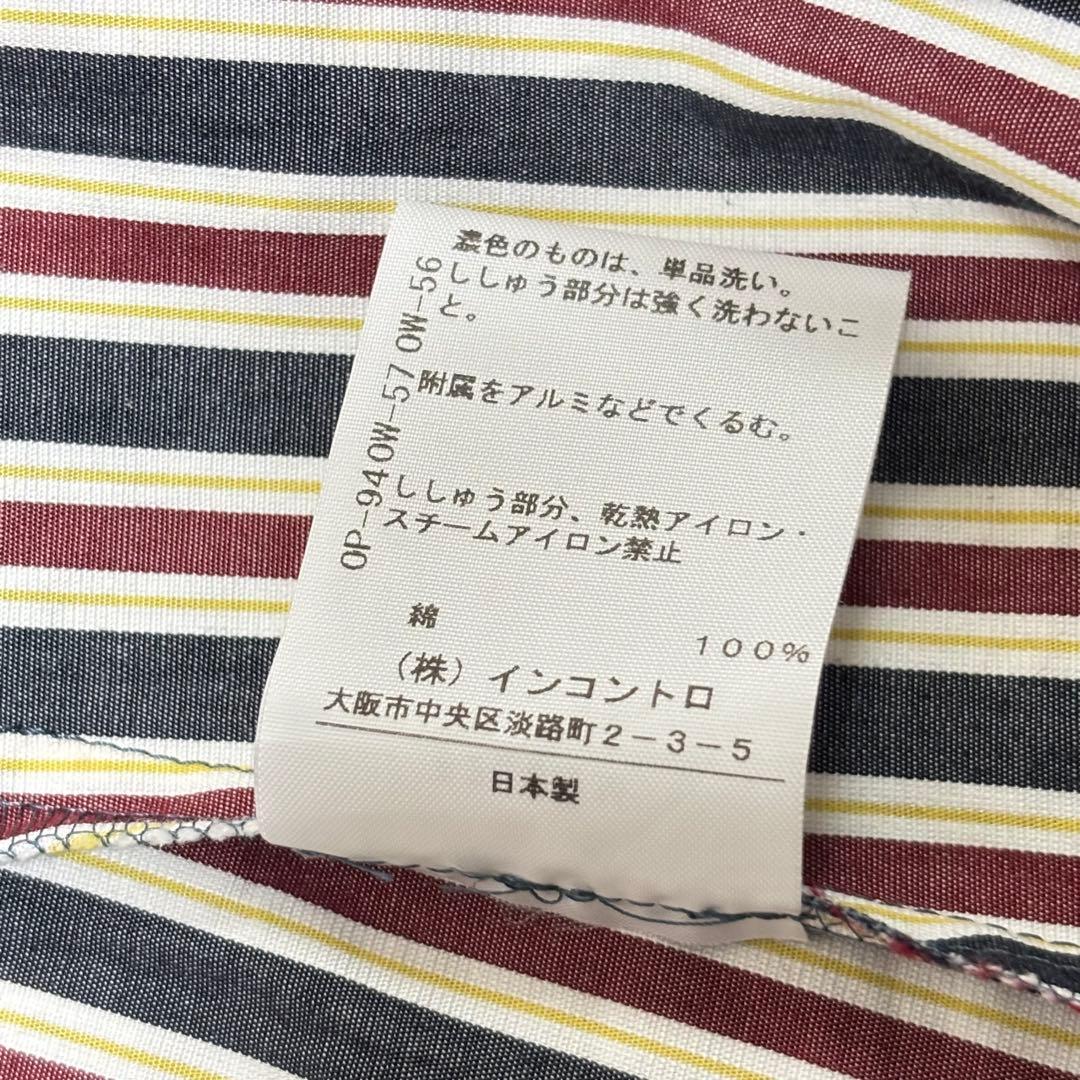 濃色のものは、単品洗い。
ししゅう部分は強く洗わないこ
と。
附属をアルミなどでくるむ。
ししゅう部分、乾熱アイロン・
スチームアイロン禁止
綿 100%
（株）インコントロ
大阪市中央区淡路町2－3－5
日本製
OP-940W-570W-56